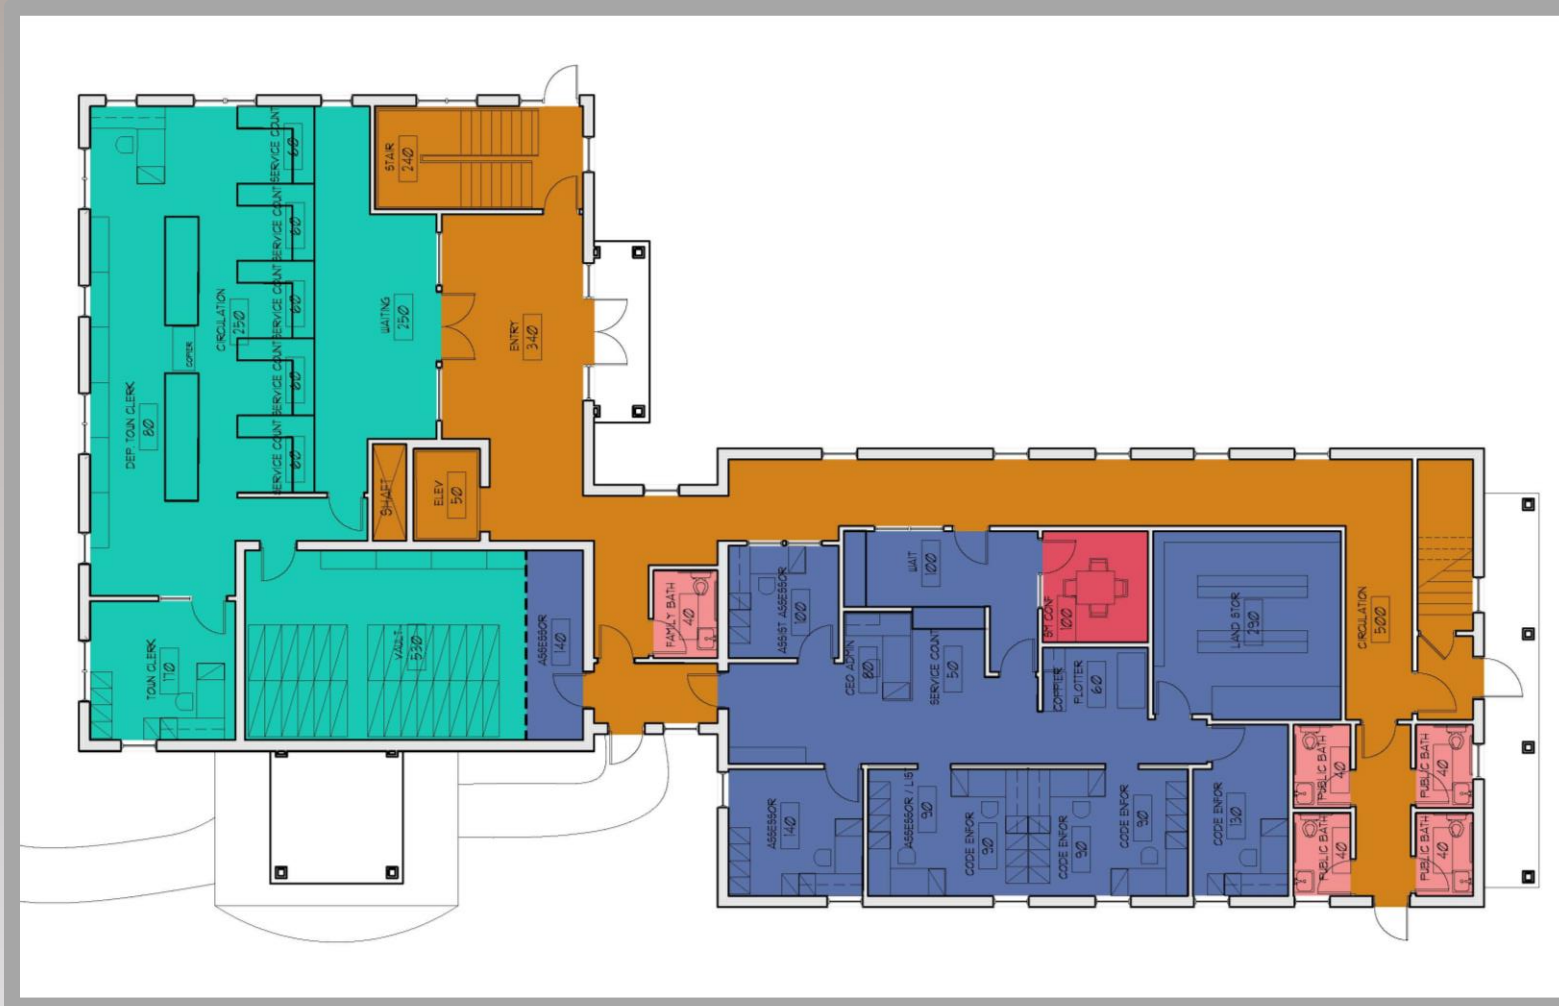 STAIR
240
SERVICE COUNT
60
SERVICE COUNT
60
SERVICE COUNT
60
SERVICE COUNT
60
SERVICE COUNT
60
CIRCULATION
250
WAITING
250
ENTRY
340
COPIER
DEP. TOWN CLERK
80
SHAFT
ELEV
50
TOWN CLERK
170
VAULT
530
ASSESSOR
140
FAMILY BATH
40
ASSIST ASSESSOR
100
WAIT
100
SM CONF
100
LAND STOR
290
CIRCULATION
500
CEO ADMIN
80
SERVICE COUNT
50
COPPIER
PLOTTER
60
ASSESSOR
140
ASSESSOR / LIST
90
CODE ENFOR
90
CODE ENFOR
90
CODE ENFOR
90
CODE ENFOR
130
PUBLIC BATH
40
PUBLIC BATH
40
PUBLIC BATH
40
PUBLIC BATH
40